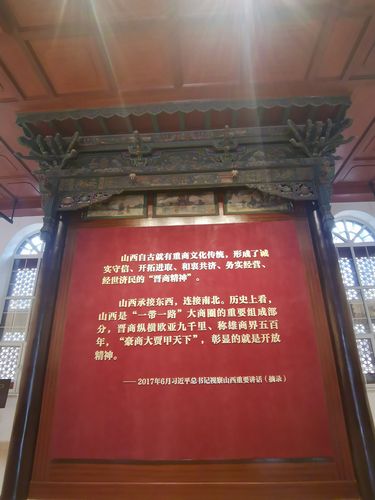 山西自古就有重商文化传统，形成了诚
实守信、开拓进取、和衷共济、务实经营、
经世济民的“晋商精神”。
山西承接东西，连接南北。历史上看，
山西是“一带一路”大商圈的重要组成部
分，晋商纵横欧亚九千里、称雄商界五百
年，“豪商大贾甲天下”，彰显的就是开放
精神。
——2017年6月习近平总书记视察山西重要讲话（摘录）